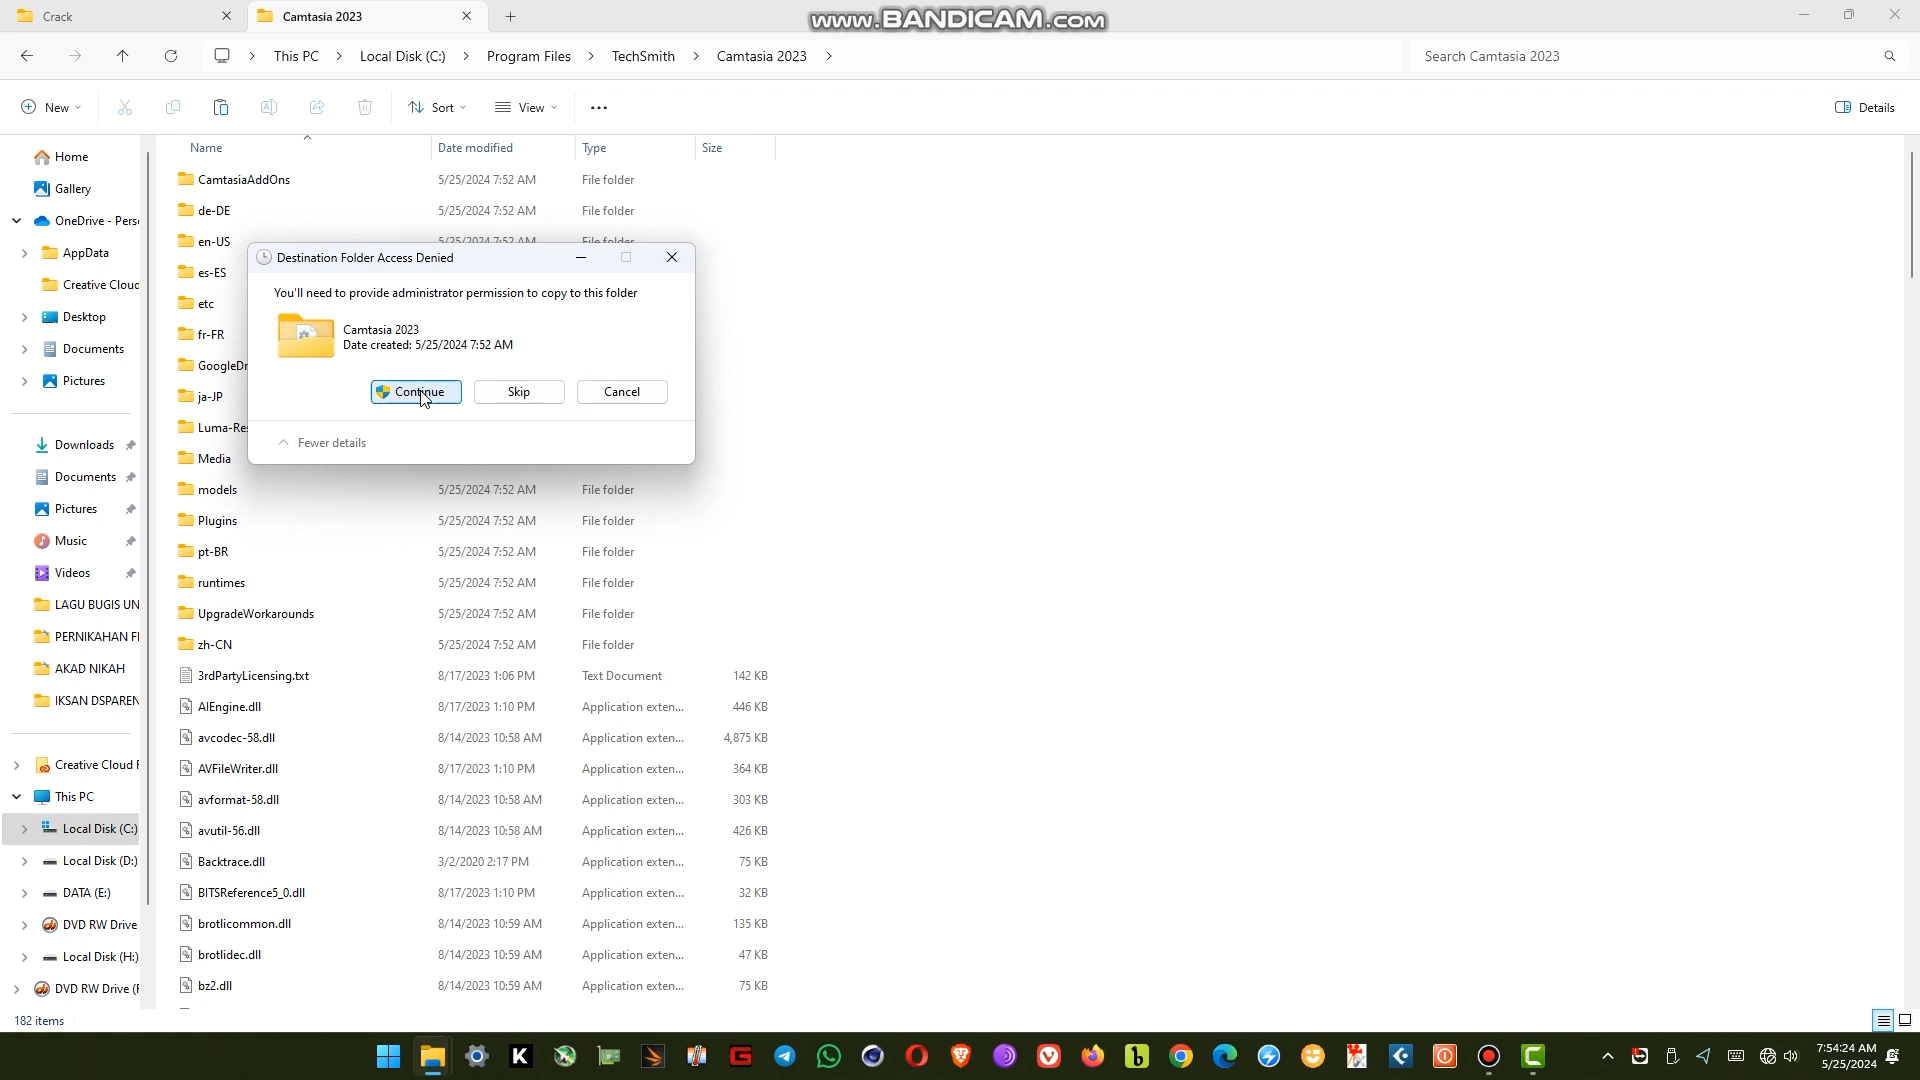 Crack
Camtasia 2023
www.BANDICAM.com
This PC
Local Disk (C:)
Program Files
TechSmith
Camtasia 2023
Search Camtasia 2023
New
Sort
View
Details
Name
Date modified
Type
Size
Home
Gallery
OneDrive - Pers
AppData
Creative Cloud
Desktop
Documents
Pictures
Downloads
Documents
Pictures
Music
Videos
LAGU BUGIS UN
PERNIKAHAN F
AKAD NIKAH
IKSAN DSPAREN
Creative Cloud F
This PC
Local Disk (C:)
Local Disk (D:)
DATA (E:)
DVD RW Drive
Local Disk (H:)
DVD RW Drive (F
CamtasiaAddOns 5/25/2024 7:52 AM File folder
de-DE 5/25/2024 7:52 AM File folder
en-US 5/25/2024 7:52 AM File folder
es-ES
etc
fr-FR
GoogleDr
ja-JP
Luma-Res
Media
Destination Folder Access Denied
You'll need to provide administrator permission to copy to this folder
Camtasia 2023
Date created: 5/25/2024 7:52 AM
Continue
Skip
Cancel
Fewer details
models 5/25/2024 7:52 AM File folder
Plugins 5/25/2024 7:52 AM File folder
pt-BR 5/25/2024 7:52 AM File folder
runtimes 5/25/2024 7:52 AM File folder
UpgradeWorkarounds 5/25/2024 7:52 AM File folder
zh-CN 5/25/2024 7:52 AM File folder
3rdPartyLicensing.txt 8/17/2023 1:06 PM Text Document 142 KB
AIEngine.dll 8/17/2023 1:10 PM Application exten... 446 KB
avcodec-58.dll 8/14/2023 10:58 AM Application exten... 4,875 KB
AVFileWriter.dll 8/17/2023 1:10 PM Application exten... 364 KB
avformat-58.dll 8/14/2023 10:58 AM Application exten... 303 KB
avutil-56.dll 8/14/2023 10:58 AM Application exten... 426 KB
Backtrace.dll 3/2/2020 2:17 PM Application exten... 75 KB
BITSReference5_0.dll 8/17/2023 1:10 PM Application exten... 32 KB
brotlicommon.dll 8/14/2023 10:59 AM Application exten... 135 KB
brotlidec.dll 8/14/2023 10:59 AM Application exten... 47 KB
bz2.dll 8/14/2023 10:59 AM Application exten... 75 KB
182 items
7:54:24 AM
5/25/2024